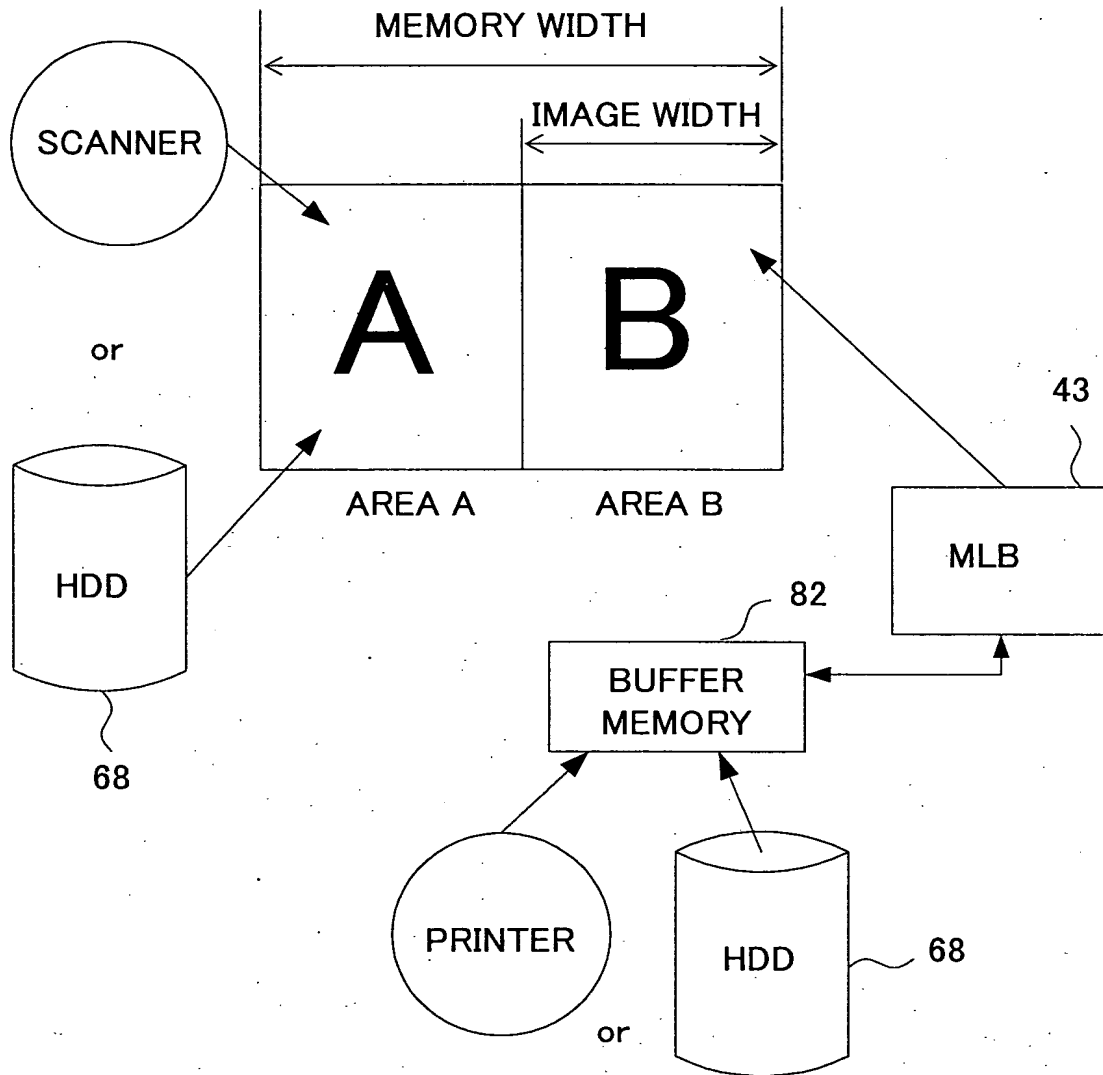 MEMORY WIDTH
IMAGE WIDTH
SCANNER
A
B
or
43
AREA A
AREA B
HDD
MLB
82
BUFFER
MEMORY
68
PRINTER
HDD
68
or